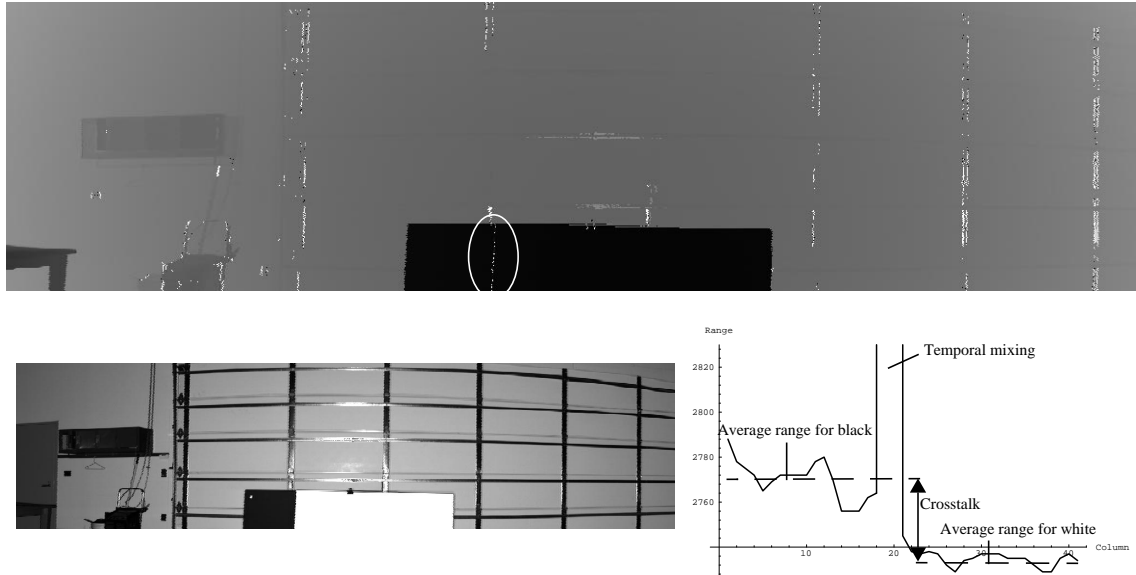 Range
Temporal mixing
2820
2800
2780
2760
2740
Average range for black
Crosstalk
Average range for white
10
20
30
40
Column